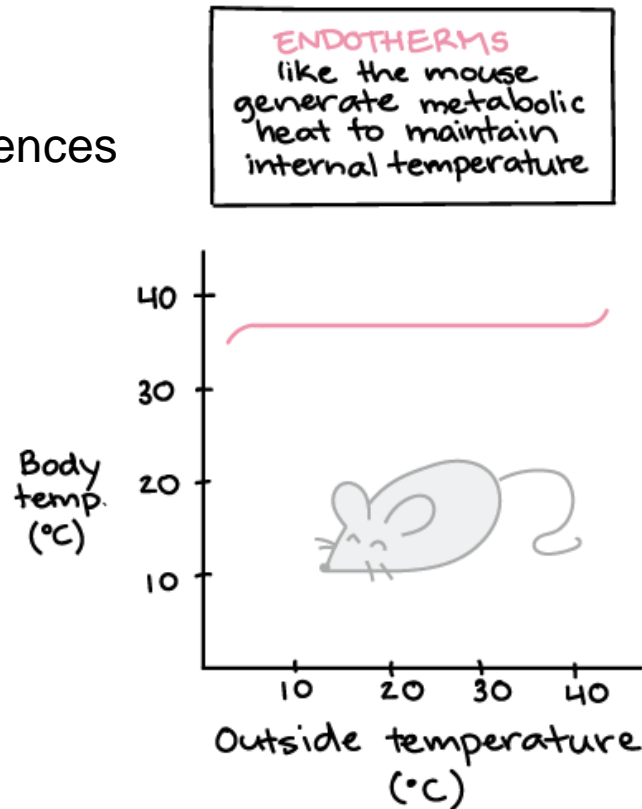 ENDOTHERMS
like the mouse
generate metabolic
heat to maintain
internal temperature
ences
40
30
20
10
Body
temp.
(°C)
10 20 30 40
Outside temperature
(°C)